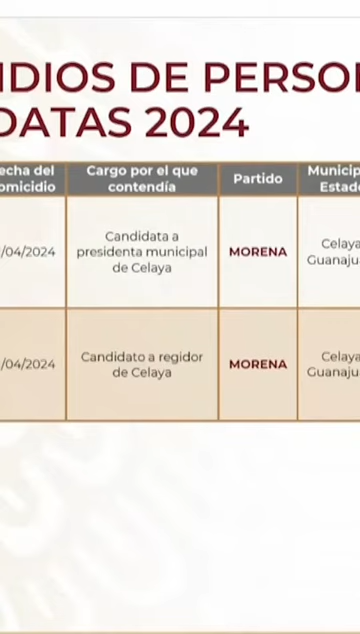 IDIOS DE PERSO
DATAS 2024
echa del
omicidio
Cargo por el que
contendía
Partido
Municip
Estad
/04/2024
Candidata a
presidenta municipal
de Celaya
MORENA
Celaya
Guanaju
/04/2024
Candidato a regidor
de Celaya
MORENA
Celaya
Guanaju